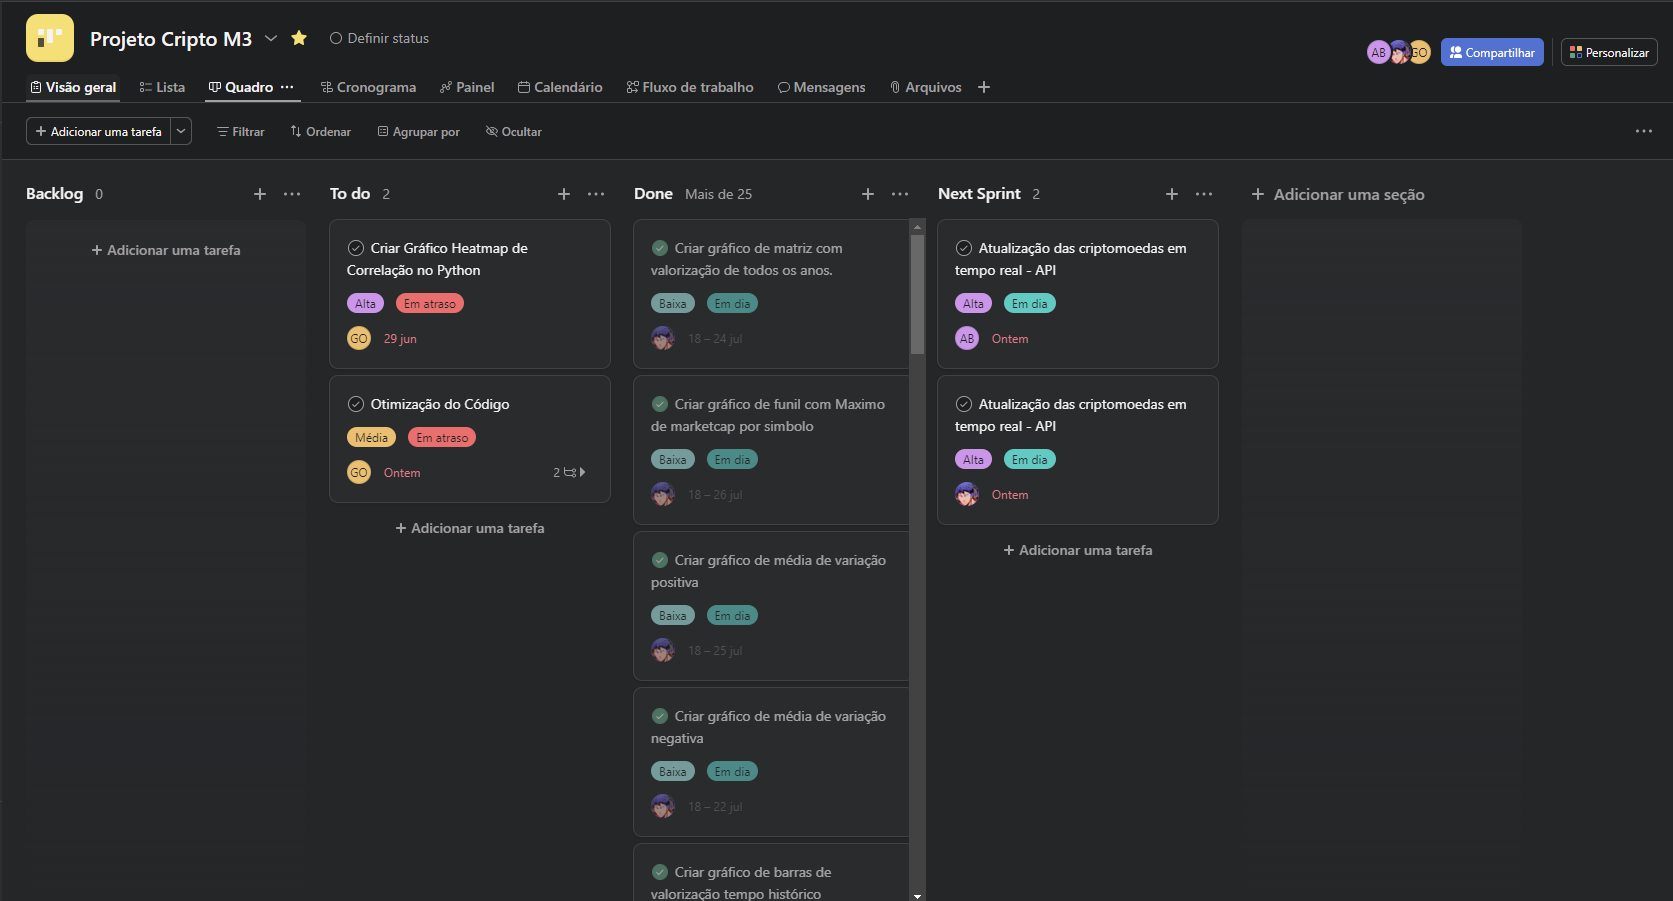 Projeto Cripto M3
Definir status
AB GO
Compartilhar
Personalizar
Visão geral
Lista
Quadro ...
Cronograma
Painel
Calendário
Fluxo de trabalho
Mensagens
Arquivos
+
+ Adicionar uma tarefa
Filtrar
Ordenar
Agrupar por
Ocultar
...
Backlog 0 + ...
+ Adicionar uma tarefa
To do 2 + ...
Criar Gráfico Heatmap de
Correlação no Python
Alta Em atraso
GO 29 jun
Otimização do Código
Média Em atraso
GO Ontem 2
+ Adicionar uma tarefa
Done Mais de 25 + ...
Criar gráfico de matriz com
valorização de todos os anos.
Baixa Em dia
18 – 24 jul
Criar gráfico de funil com Maximo
de marketcap por simbolo
Baixa Em dia
18 – 26 jul
Criar gráfico de média de variação
positiva
Baixa Em dia
18 – 25 jul
Criar gráfico de média de variação
negativa
Baixa Em dia
18 – 22 jul
Criar gráfico de barras de
valorização tempo histórico
Next Sprint 2 + ...
Atualização das criptomoedas em
tempo real - API
Alta Em dia
AB Ontem
Atualização das criptomoedas em
tempo real - API
Alta Em dia
Ontem
+ Adicionar uma tarefa
+ Adicionar uma seção